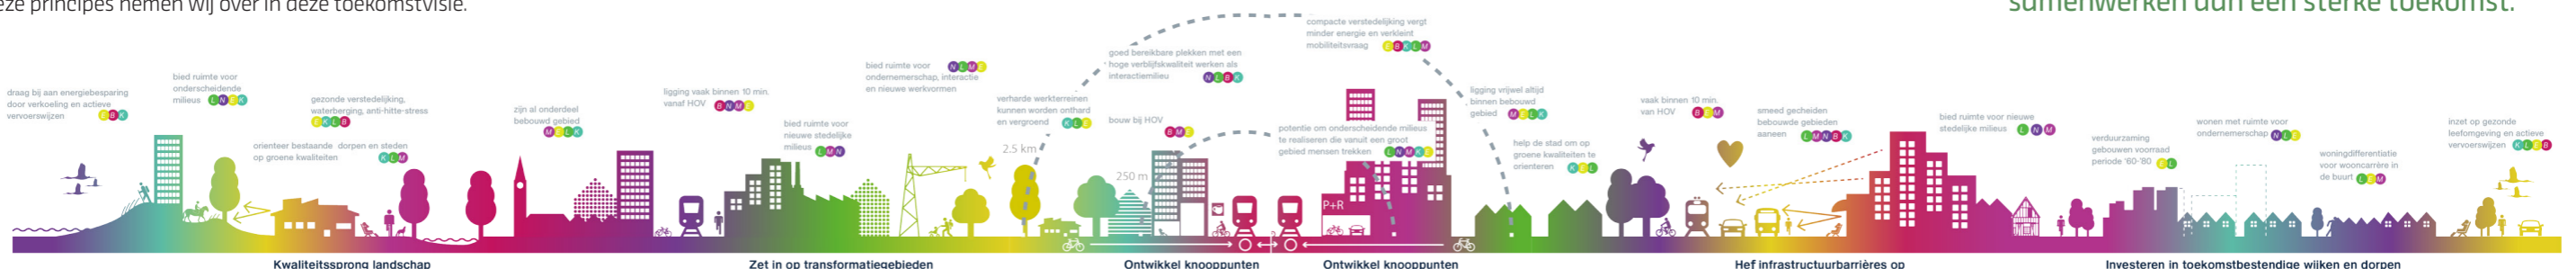 deze principes nemen wij over in deze toekomstvisie.
samenwerken aan een sterke toekomst.
draag bij aan energiebesparing
door verkoeling en actieve
vervoerswijzen E B K
bied ruimte voor
onderscheidende
milieus L N E K
gezonde verstedelijking,
waterberging, anti-hitte-stress
E K L B
orienteer bestaande dorpen en steden
op groene kwaliteiten K L M
zijn al onderdeel
bebouwd gebied
M E L K
ligging vaak binnen 10 min.
vanaf HOV B N M E
bied ruimte voor
nieuwe stedelijke
milieus L M N
bied ruimte voor N L M E
ondernemerschap, interactie
en nieuwe werkvormen
verharde werkterreinen
kunnen worden onthard
en vergroend K L E
2.5 km
goed bereikbare plekken met een
hoge verblijfskwaliteit werken als
interactiemilieu N L B K
bouw bij HOV
B M E
250 m
compacte verstedelijking vergt
minder energie en verkleint
mobiliteitsvraag E B K L M
potentie om onderscheidende milieus
te realiseren die vanuit een groot
gebied mensen trekken L N M K E
P+R
ligging vrijwel altijd
binnen bebouwd
gebied M E L K
help de stad om op
groene kwaliteiten te
orienteren K E L
vaak binnen 10 min.
van HOV B L M
smeed gecheiden
bebouwde gebieden
aaneen L M N B K
bied ruimte voor nieuwe
stedelijke milieus L N M
verduurzaming
gebouwen voorraad
periode '60-'80 E L
wonen met ruimte voor
ondernemerschap N L E
woningdifferentiatie
voor wooncarrère in
de buurt L E M
inzet op gezonde
leefomgeving en actieve
vervoerswijzen K L E B
Kwaliteitssprong landschap
Zet in op transformatiegebieden
Ontwikkel knooppunten
Ontwikkel knooppunten
Hef infrastructuurbarrières op
Investeren in toekomstbestendige wijken en dorpen